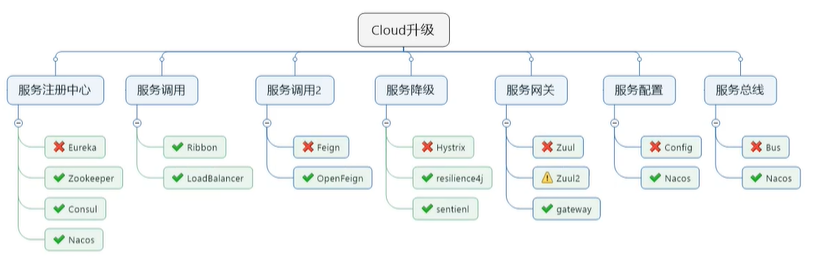 Cloud升级
服务注册中心
服务调用
服务调用2
服务降级
服务网关
服务配置
服务总线
Eureka
Zookeeper
Consul
Nacos
Ribbon
LoadBalancer
Feign
OpenFeign
Hystrix
resilience4j
sentienl
Zuul
Zuul2
gateway
Config
Nacos
Bus
Nacos